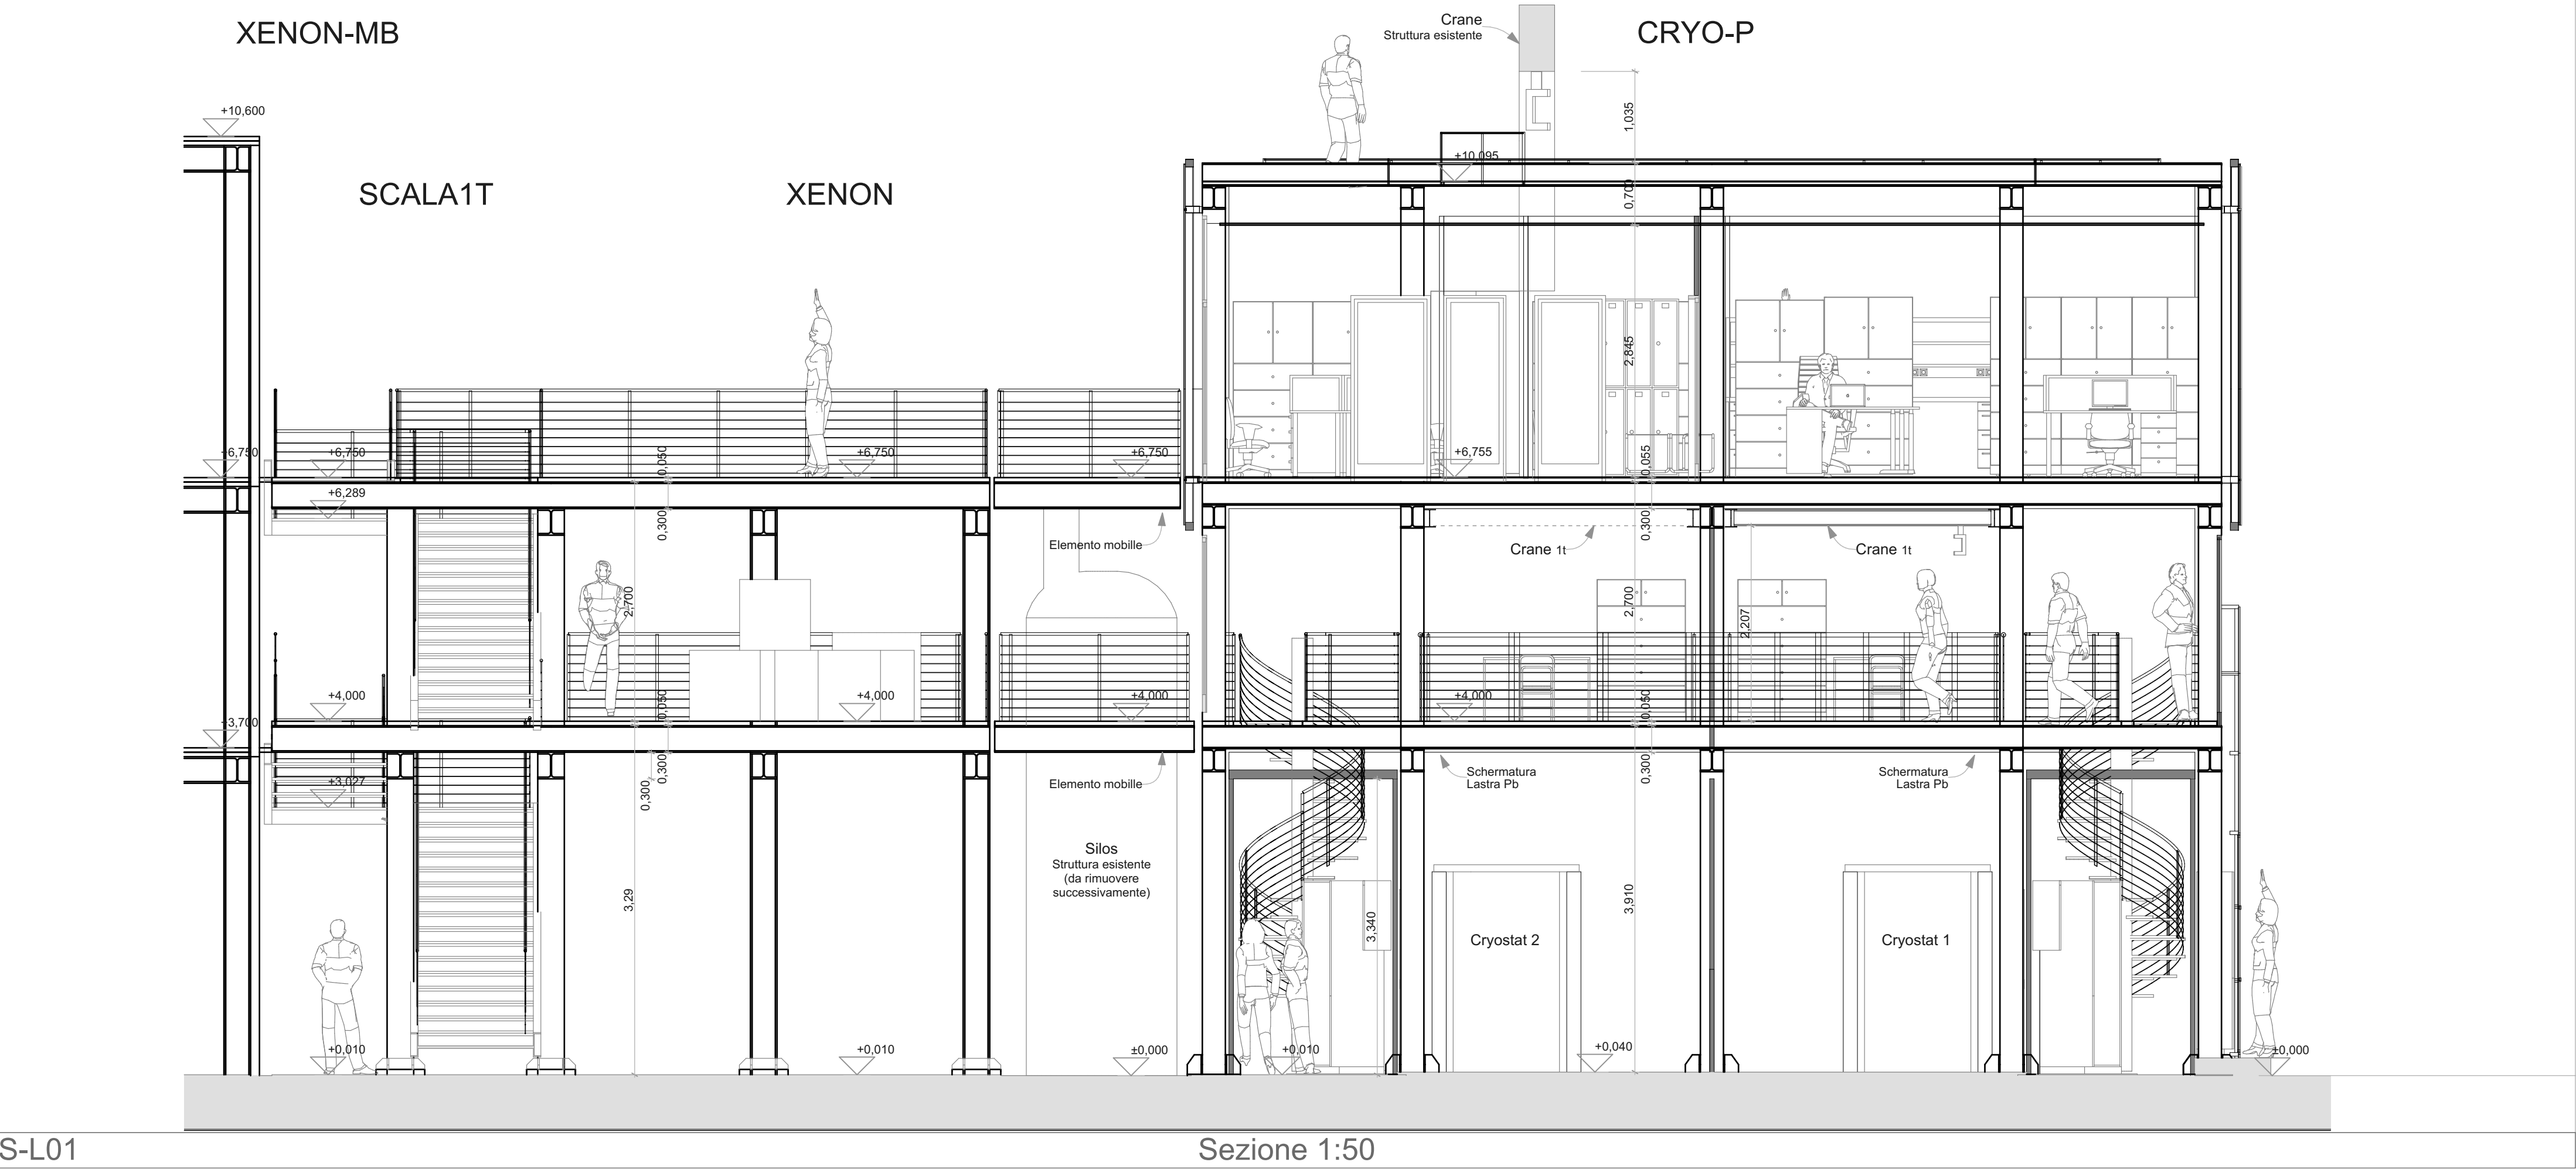 XENON-MB
Crane
Struttura esistente
CRYO-P
+10,600
1,035
+10,095
SCALA1T
XENON
0,700
2,845
+6,750
+6,750
0,050
+6,750
+6,750
+6,755
0,055
+6,289
0,300
0,300
Elemento mobille
Crane 1t
Crane 1t
2,700
2,700
2,207
+3,700
+4,000
0,050
+4,000
+4,000
+4,000
0,050
+3,027
0,300
0,300
Elemento mobille
0,300
Schermatura
Lastra Pb
Schermatura
Lastra Pb
Silos
Struttura esistente
(da rimuovere
successivamente)
3,29
3,340
3,910
Cryostat 2
Cryostat 1
+0,010
+0,010
±0,000
+0,010
+0,040
±0,000
S-L01
Sezione 1:50